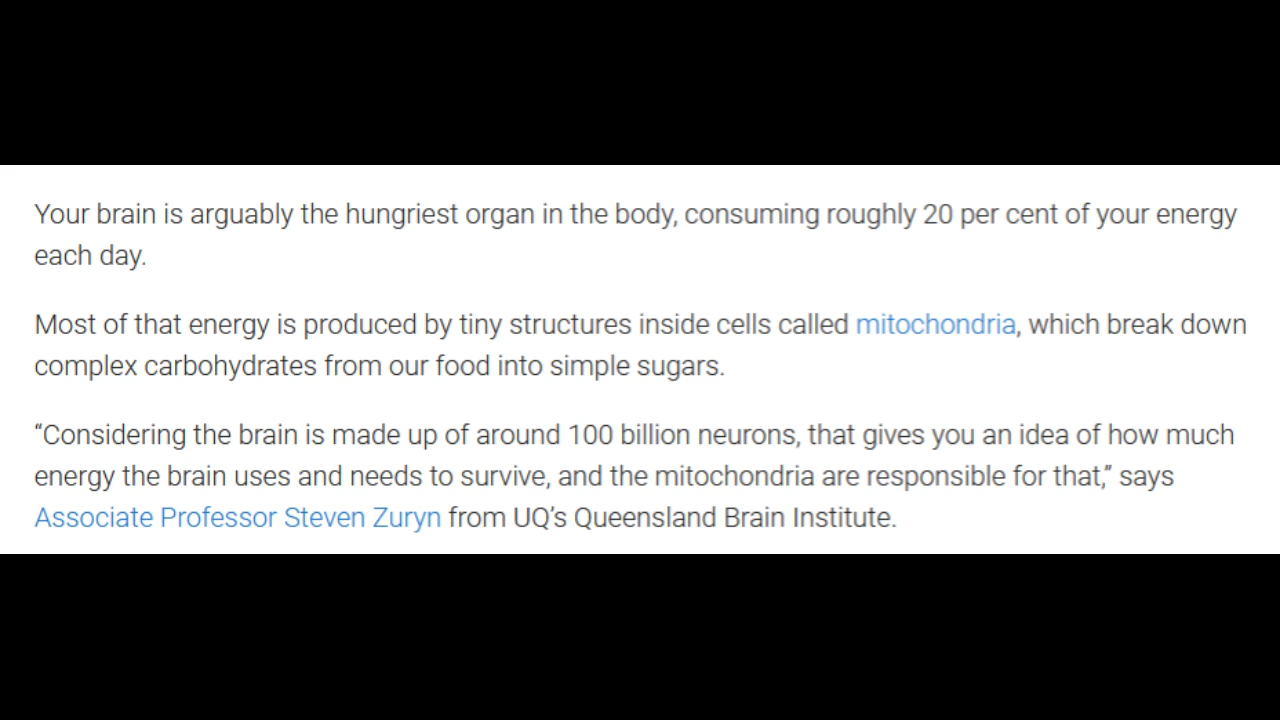 Your brain is arguably the hungriest organ in the body, consuming roughly 20 per cent of your energy
each day.
Most of that energy is produced by tiny structures inside cells called mitochondria, which break down
complex carbohydrates from our food into simple sugars.
“Considering the brain is made up of around 100 billion neurons, that gives you an idea of how much
energy the brain uses and needs to survive, and the mitochondria are responsible for that,” says
Associate Professor Steven Zuryn from UQ’s Queensland Brain Institute.